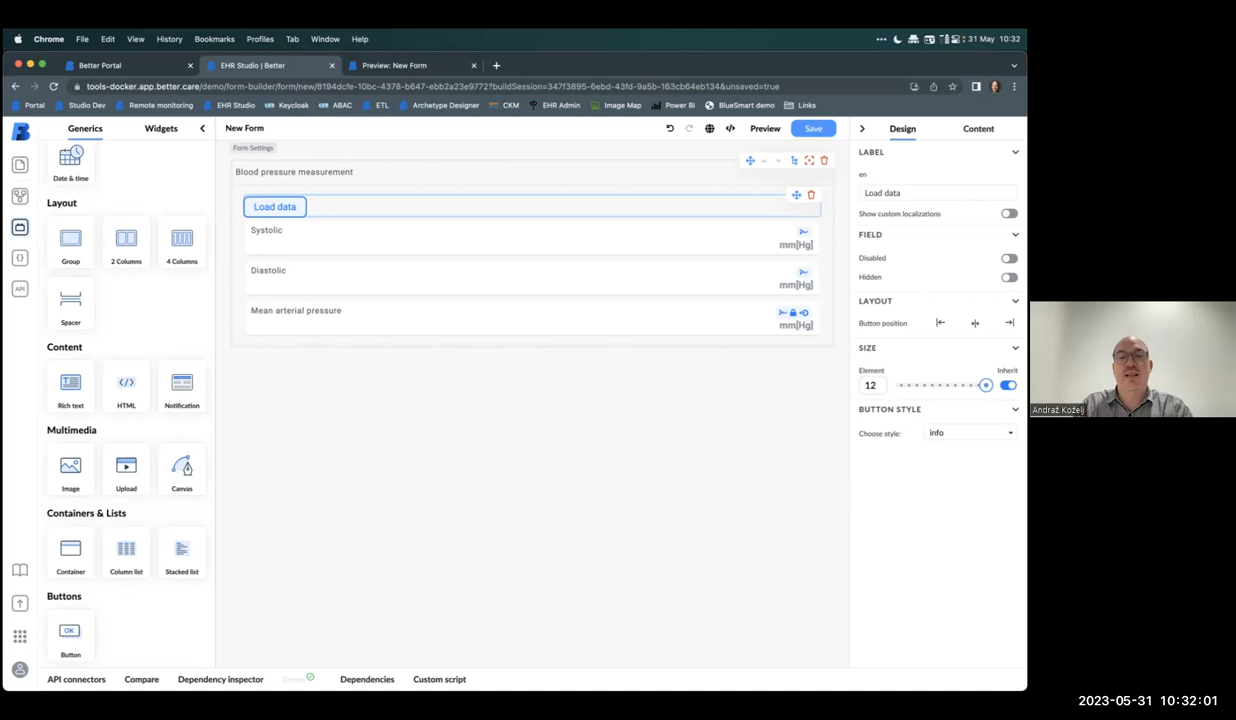 Chrome File Edit View History Bookmarks Profiles Tab Window Help
31 May 10:32
Better Portal
EHR Studio | Better
Preview: New Form
tools-docker.app.better.care/demo/form-builder/form/new/8194dcfe-10bc-4378-b647-ebb2a23e9772?buildSession=347f3895-6ebd-43fd-9a5b-163cb64eb134&unsaved=true
Portal Studio Dev Remote monitoring EHR Studio Keycloak ABAC ETL Archetype Designer CKM EHR Admin Image Map Power BI BlueSmart demo Links
Generics Widgets
New Form
Preview Save
Design Content
Form Settings
Date & time
Layout
Group 2 Columns 4 Columns
Spacer
Content
Rich text HTML Notification
Multimedia
Image Upload Canvas
Containers & Lists
Container Column list Stacked list
Buttons
OK
Button
API
Blood pressure measurement
Load data
Systolic
mm[Hg]
Diastolic
mm[Hg]
Mean arterial pressure
mm[Hg]
LABEL
en
Load data
Show custom localizations
FIELD
Disabled
Hidden
LAYOUT
Button position
SIZE
Element Inherit
12
BUTTON STYLE
Choose style: info
API connectors Compare Dependency inspector Errors Dependencies Custom script
Andraž Koželj
2023-05-31 10:32:01